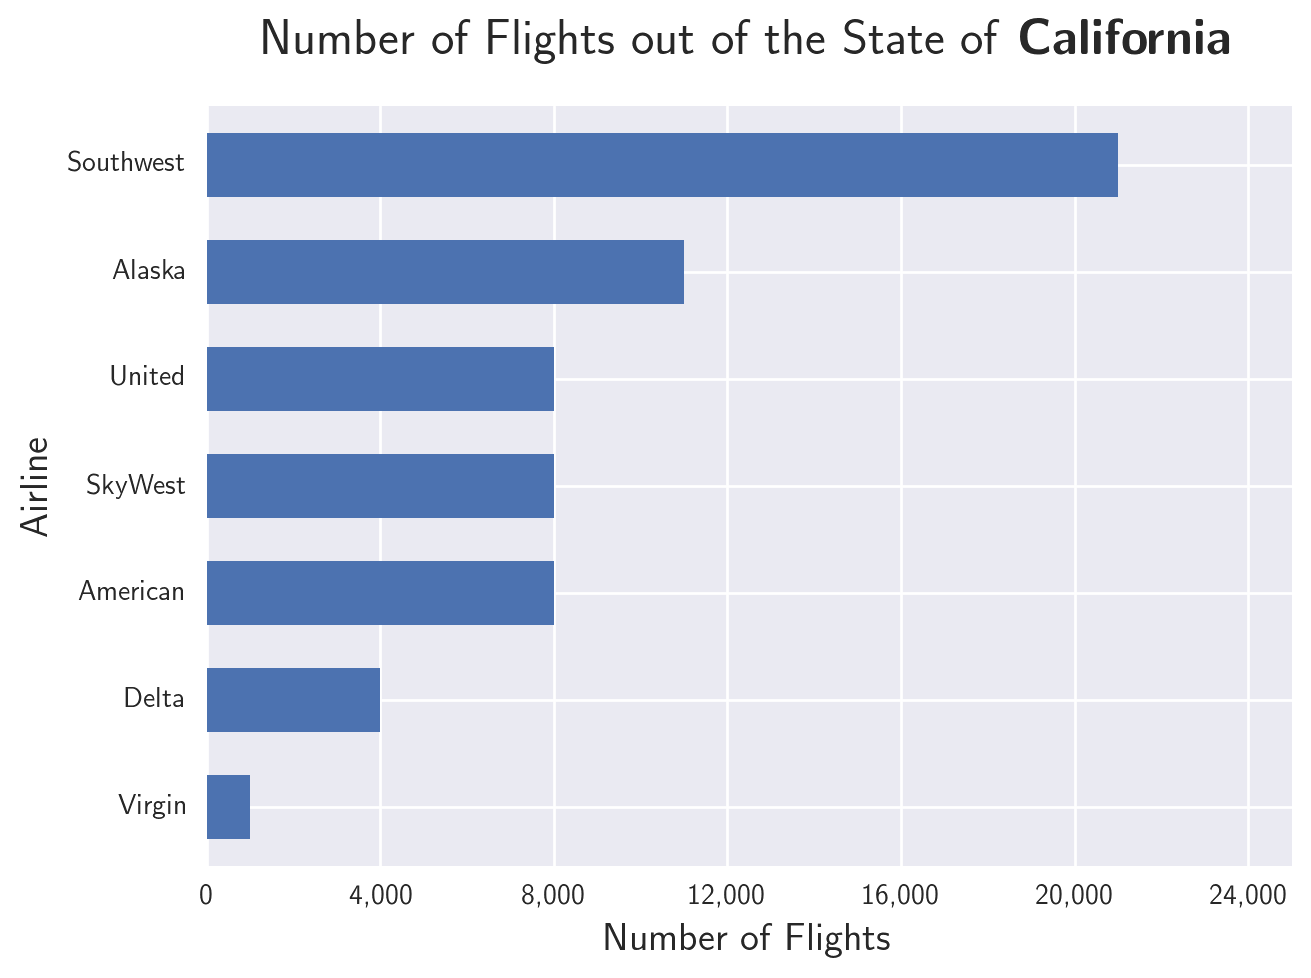 Number of Flights out of the State of California
Southwest
Alaska
United
SkyWest
American
Delta
Virgin
Airline
0 4,000 8,000 12,000 16,000 20,000 24,000
Number of Flights